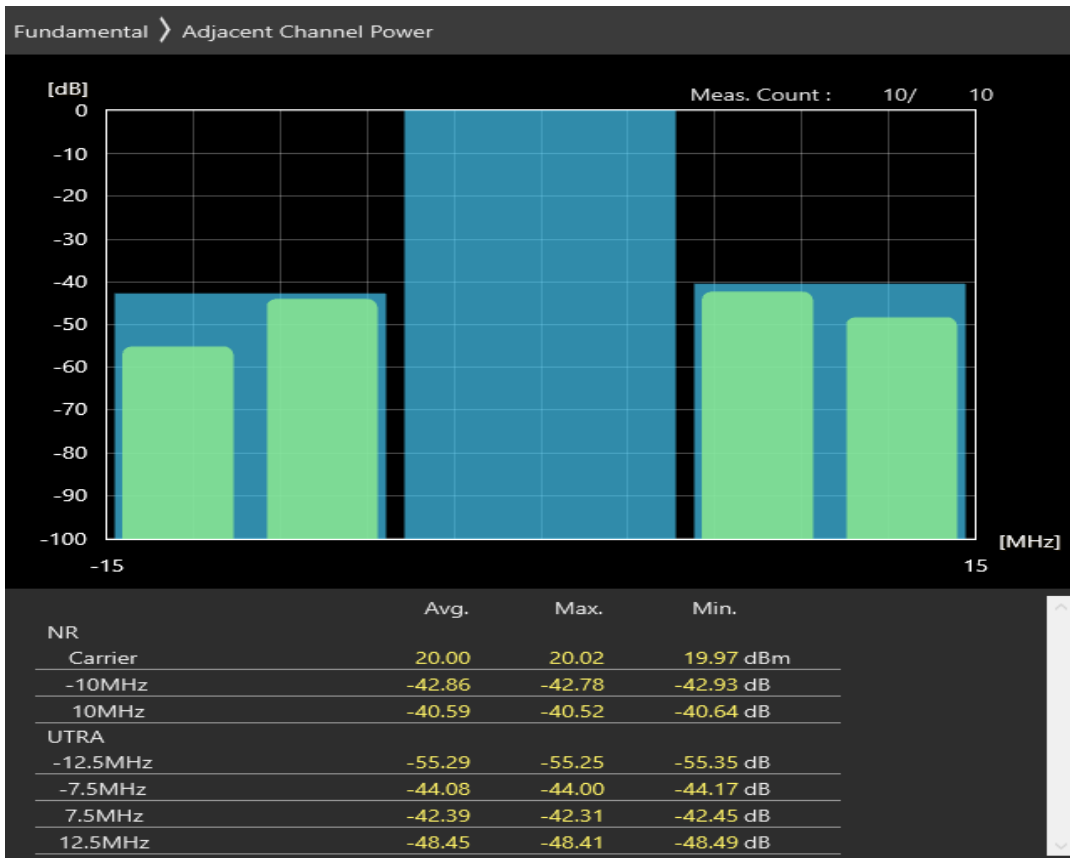 Fundamental 〉 Adjacent Channel Power
[dB]
Meas. Count : 10/ 10
0
-10
-20
-30
-40
-50
-60
-70
-80
-90
-100
[MHz]
-15 15
Avg. Max. Min.
NR
Carrier 20.00 20.02 19.97 dBm
-10MHz -42.86 -42.78 -42.93 dB
10MHz -40.59 -40.52 -40.64 dB
UTRA
-12.5MHz -55.29 -55.25 -55.35 dB
-7.5MHz -44.08 -44.00 -44.17 dB
7.5MHz -42.39 -42.31 -42.45 dB
12.5MHz -48.45 -48.41 -48.49 dB